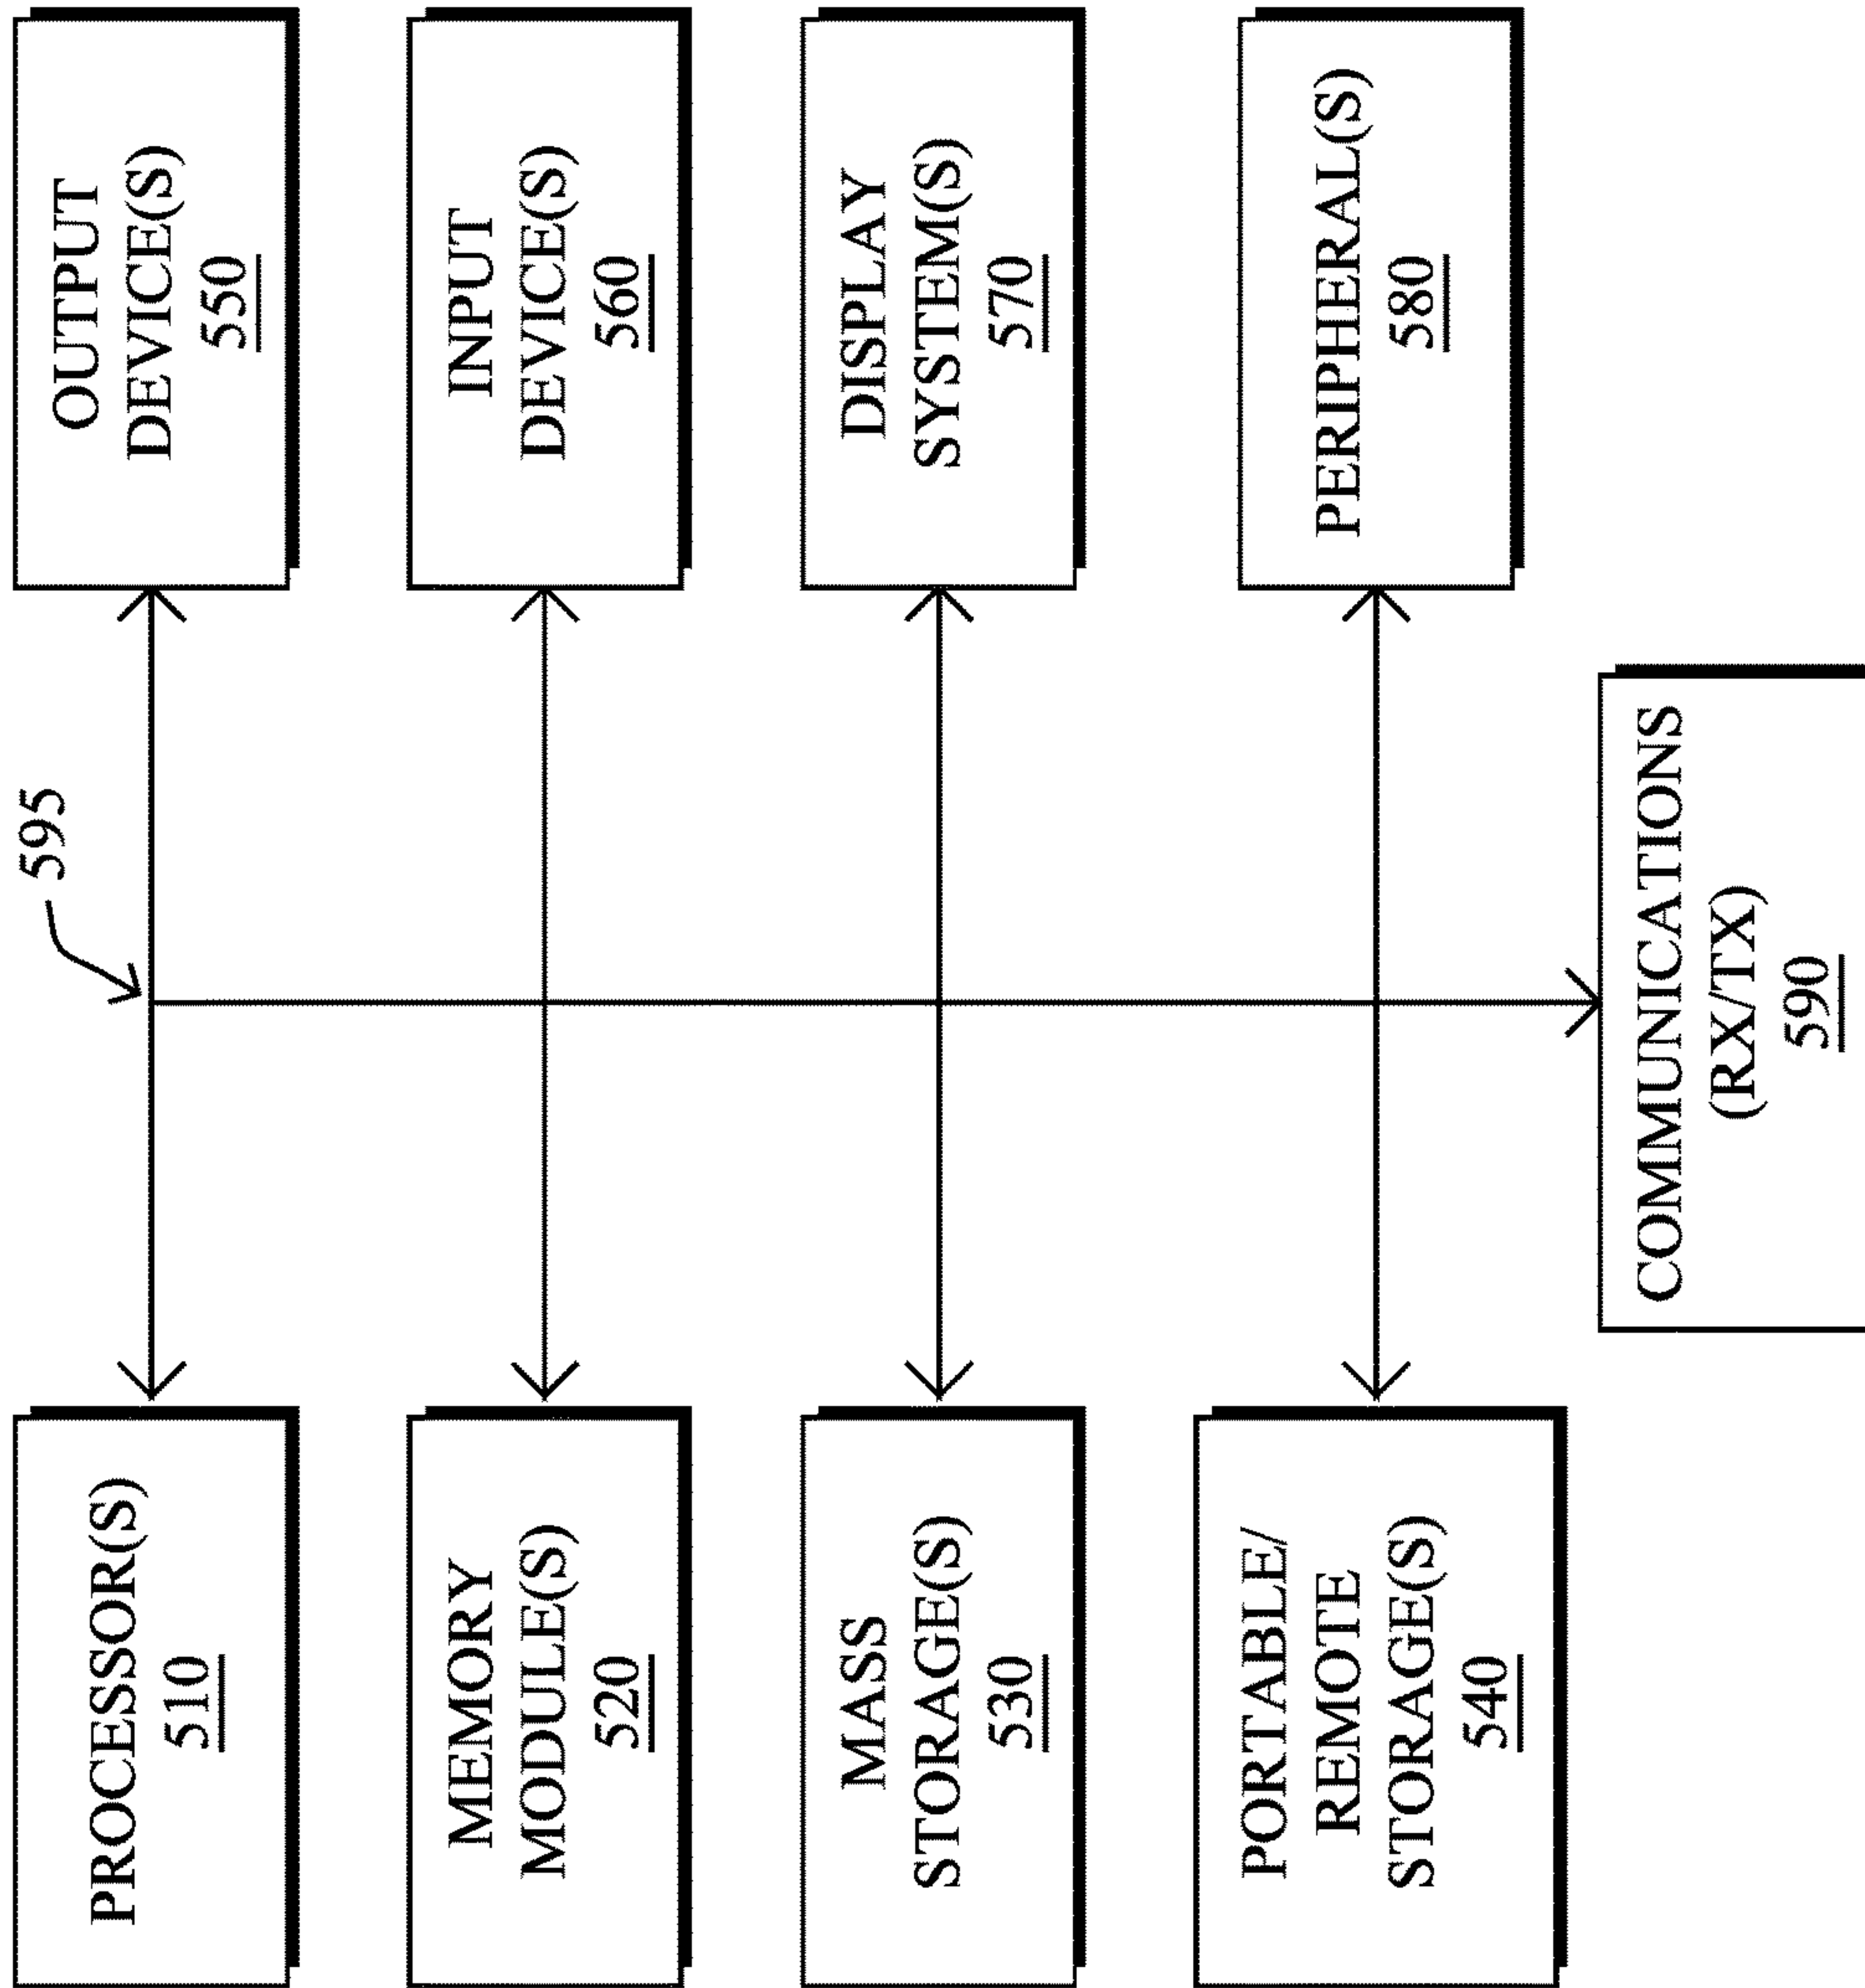 595
PROCESSOR(S)
510
OUTPUT
DEVICE(S)
550
MEMORY
MODULE(S)
520
INPUT
DEVICE(S)
560
MASS
STORAGE(S)
530
DISPLAY
SYSTEM(S)
570
PORTABLE/
REMOTE
STORAGE(S)
540
PERIPHERAL(S)
580
COMMUNICATIONS
(RX/TX)
590